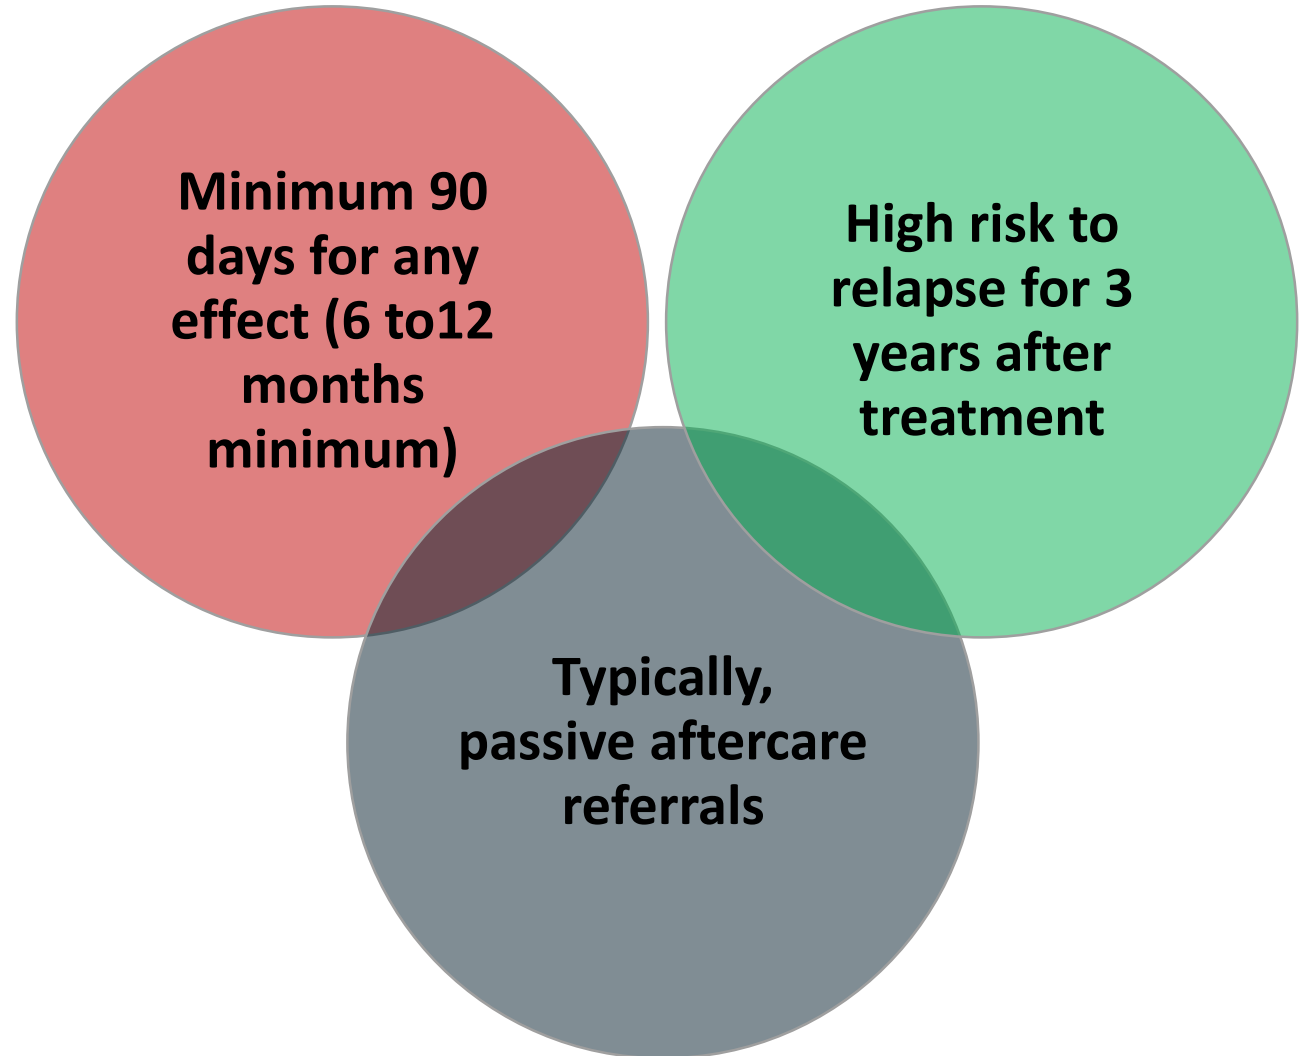 Minimum 90
days for any
effect (6 to12
months
minimum)
High risk to
relapse for 3
years after
treatment
Typically,
passive aftercare
referrals